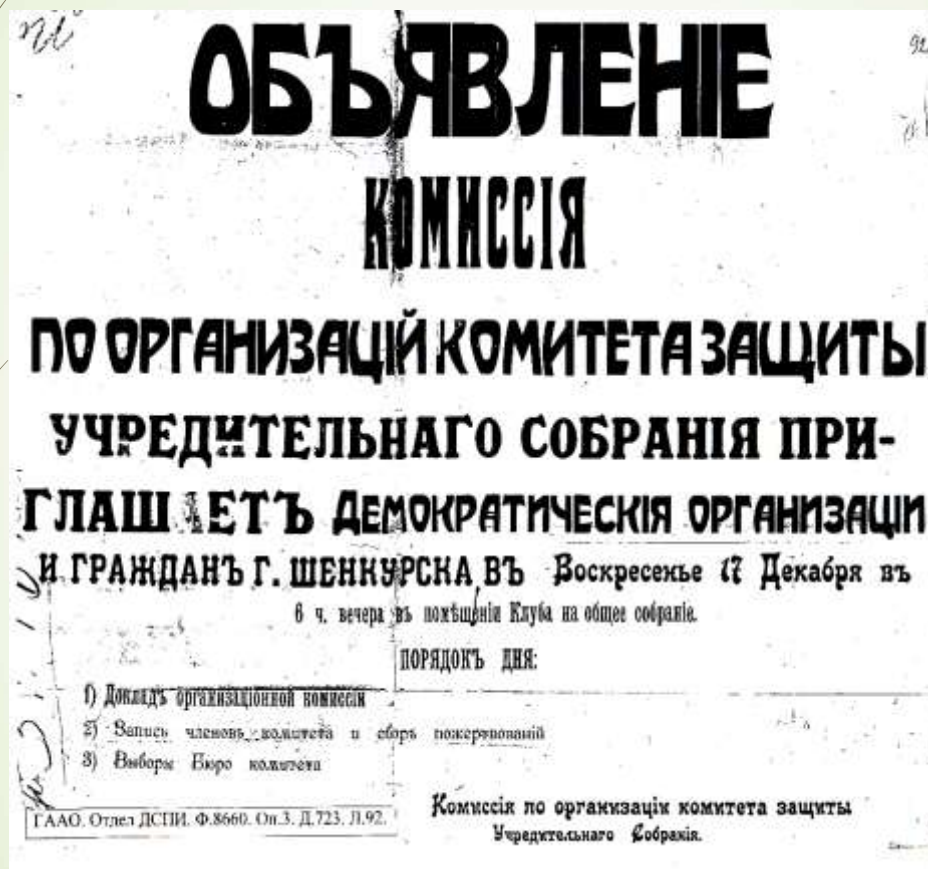 92
ОБЪЯВЛЕНІЕ
КОМИССІЯ
ПО ОРГАНИЗАЦІЙ КОМИТЕТА ЗАЩИТЫ
УЧРЕДИТЕЛЬНАГО СОБРАНІЯ ПРИ-
ГЛАШАЕТЪ ДЕМОКРАТИЧЕСКІЯ ОРГАНИЗАЦІИ
И ГРАЖДАНЪ Г. ШЕНКУРСКА ВЪ Воскресенье 17 Декабря въ
6 ч. вечера въ помѣщеніи Клуба на общее собраніе.
ПОРЯДОКЪ ДНЯ:
1) Докладъ организаціонной комиссіи
2) Запись членовъ комитета и сборъ пожертвованій
3) Выборы Бюро комитета
Комиссія по организаціи комитета защиты
Учредительнаго Собранія.
ГААО. Отдел ДСПИ. Ф.8660. Оп.3. Д.723. Л.92.